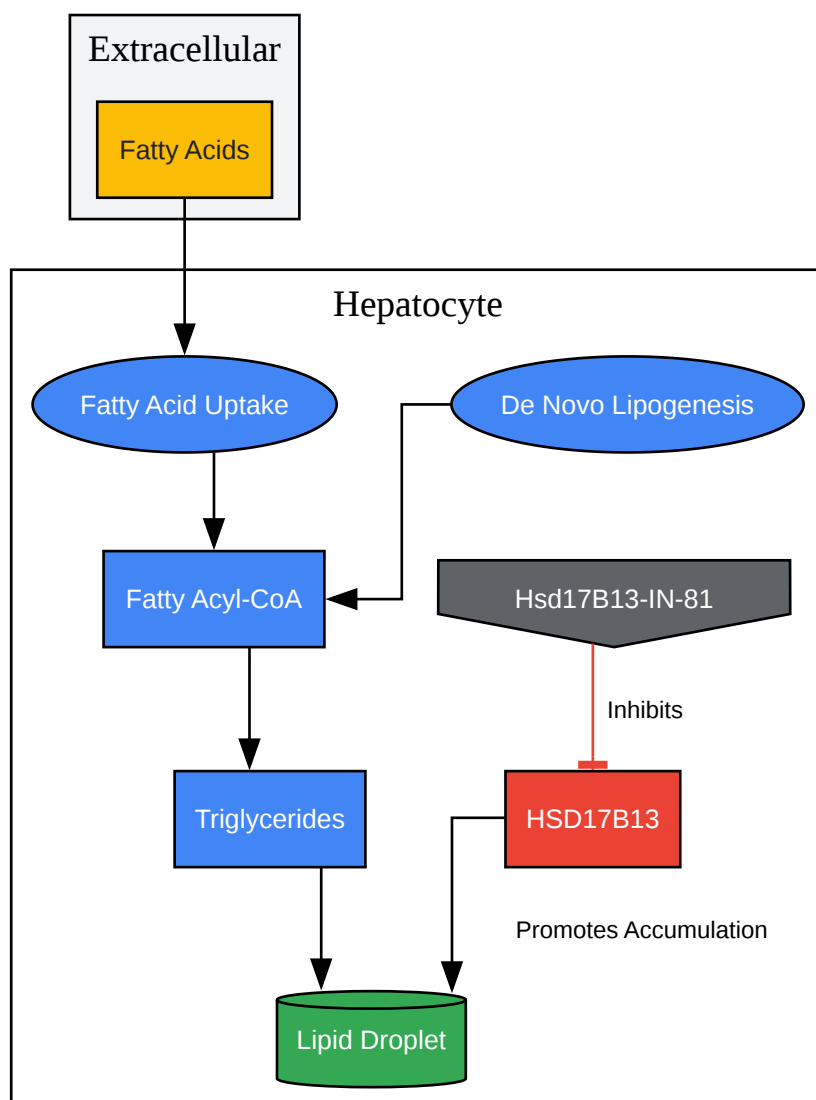 Extracellular
Fatty Acids
Hepatocyte
Fatty Acid Uptake
De Novo Lipogenesis
Fatty Acyl-CoA
Hsd17B13-IN-81
Inhibits
Triglycerides
HSD17B13
Promotes Accumulation
Lipid Droplet